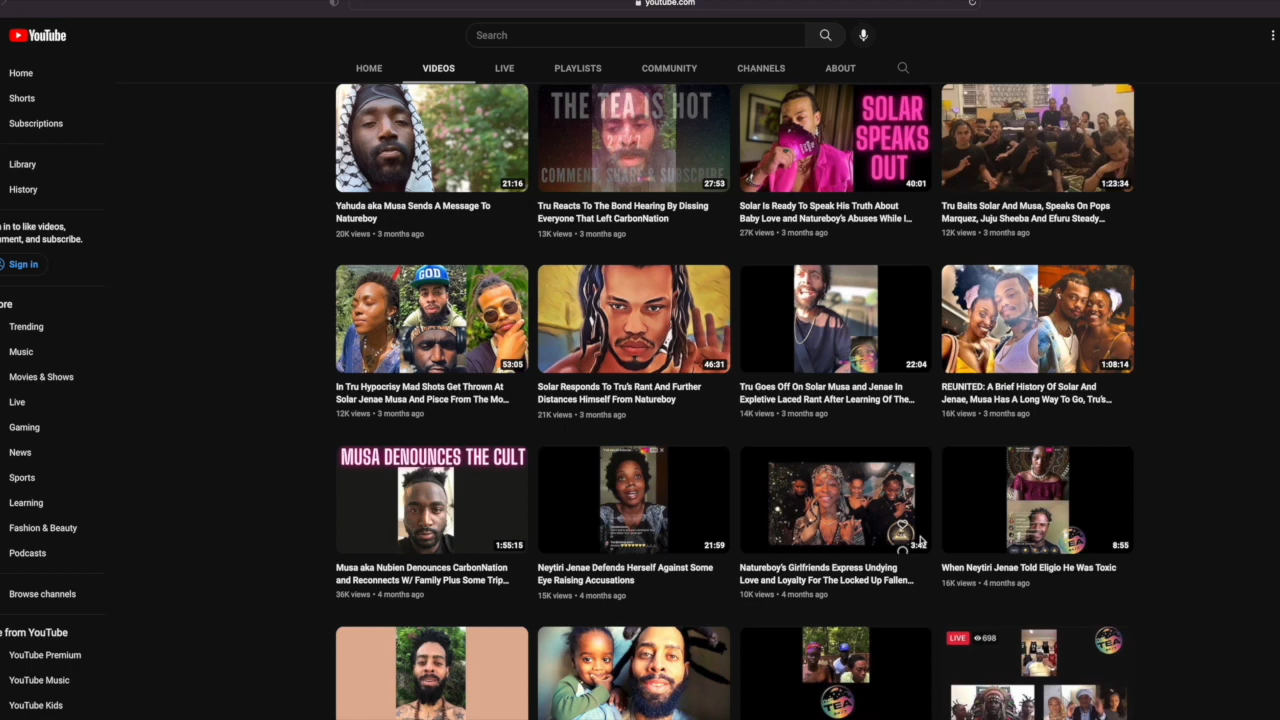 youtube.com
YouTube
Search
HOME
VIDEOS
LIVE
PLAYLISTS
COMMUNITY
CHANNELS
ABOUT
Home
Shorts
Subscriptions
Library
History
in to like videos,
ment, and subscribe.
Sign in
ore
Trending
Music
Movies & Shows
Live
Gaming
News
Sports
Learning
Fashion & Beauty
Podcasts
Browse channels
e from YouTube
YouTube Premium
YouTube Music
YouTube Kids
21:16
Yahuda aka Musa Sends A Message To
Natureboy
20K views • 3 months ago
THE TEA IS HOT
COMMENT, SHARE & SUBSCRIBE
27:53
Tru Reacts To The Bond Hearing By Dissing
Everyone That Left CarbonNation
13K views • 3 months ago
SOLAR
SPEAKS
OUT
40:01
Solar Is Ready To Speak His Truth About
Baby Love and Natureboy's Abuses While I...
27K views • 3 months ago
1:23:34
Tru Baits Solar And Musa, Speaks On Pops
Marquez, Juju Sheeba And Efuru Steady...
12K views • 3 months ago
GOD
53:05
In Tru Hypocrisy Mad Shots Get Thrown At
Solar Jenae Musa And Pisce From The Mo...
12K views • 3 months ago
46:31
Solar Responds To Tru's Rant And Further
Distances Himself From Natureboy
21K views • 3 months ago
22:04
Tru Goes Off On Solar Musa and Jenae In
Expletive Laced Rant After Learning Of The...
14K views • 3 months ago
1:08:14
REUNITED: A Brief History Of Solar And
Jenae, Musa Has A Long Way To Go, Tru's...
16K views • 3 months ago
MUSA DENOUNCES THE CULT
1:55:15
Musa aka Nubien Denounces CarbonNation
and Reconnects W/ Family Plus Some Trip...
36K views • 4 months ago
21:59
Neytiri Jenae Defends Herself Against Some
Eye Raising Accusations
15K views • 4 months ago
3:42
Natureboy's Girlfriends Express Undying
Love and Loyalty For The Locked Up Fallen...
10K views • 4 months ago
TEA
8:55
When Neytiri Jenae Told Eligio He Was Toxic
16K views • 4 months ago
TEA
LIVE
698